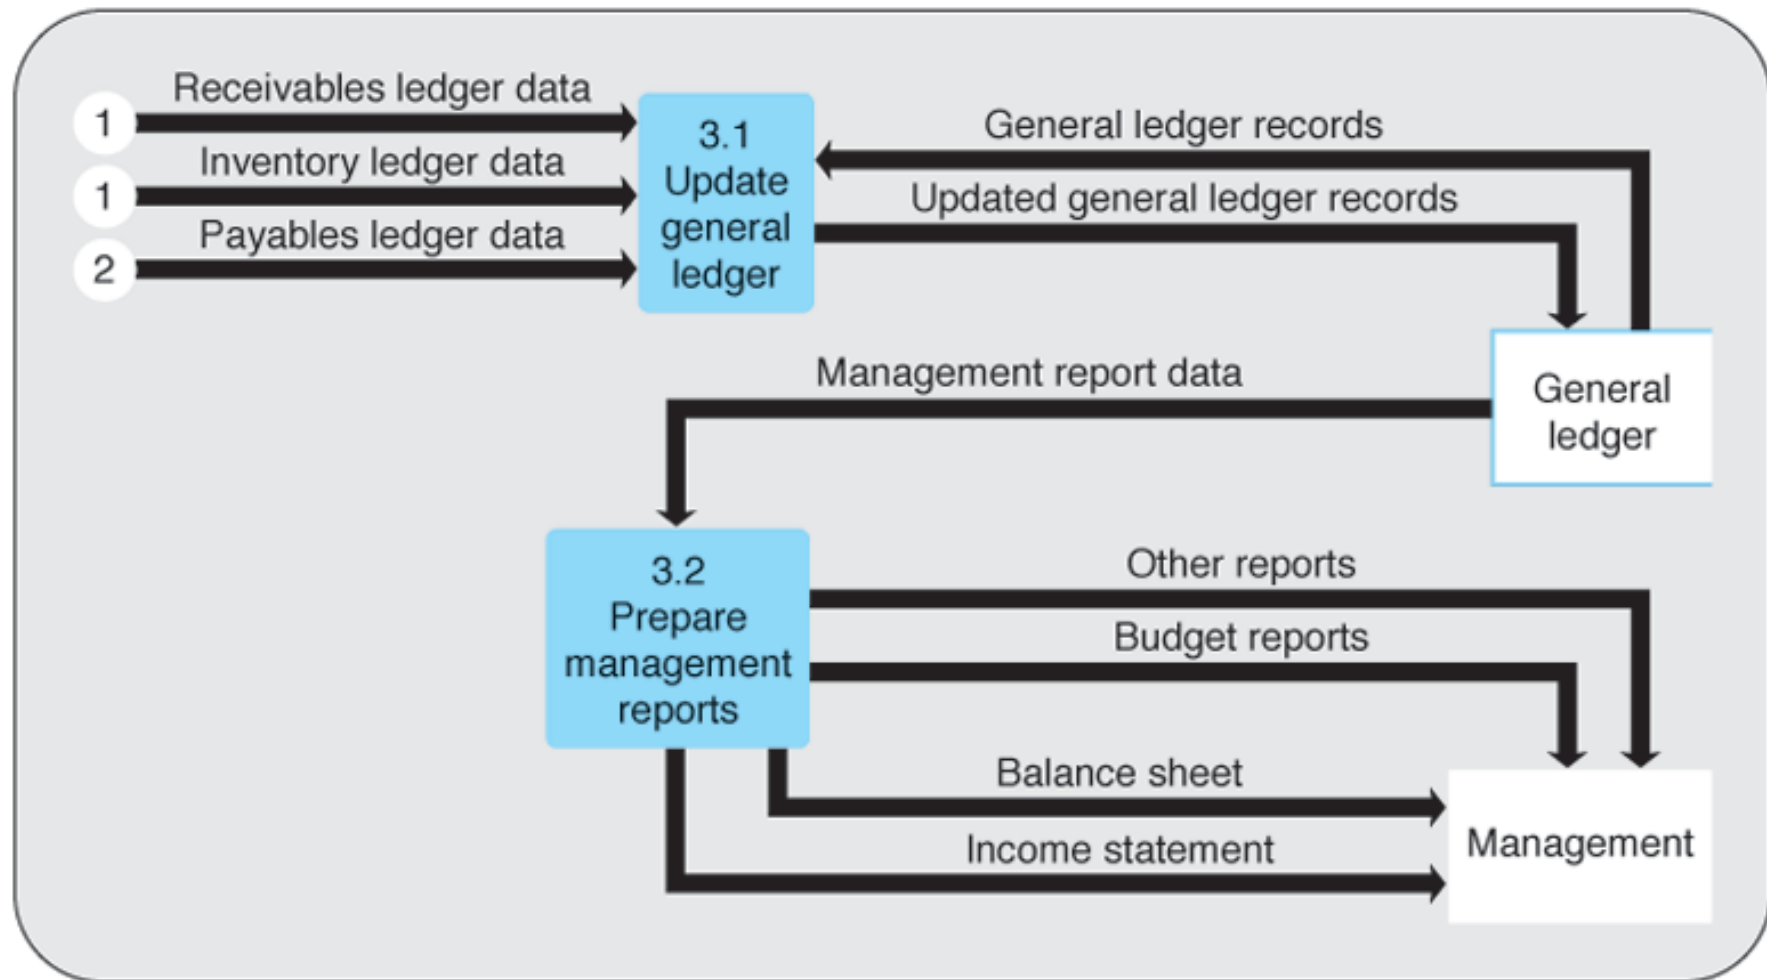 Receivables ledger data
1
Inventory ledger data
1
Payables ledger data
2
3.1
Update
general
ledger
General ledger records
Updated general ledger records
General
ledger
Management report data
3.2
Prepare
management
reports
Other reports
Budget reports
Balance sheet
Income statement
Management